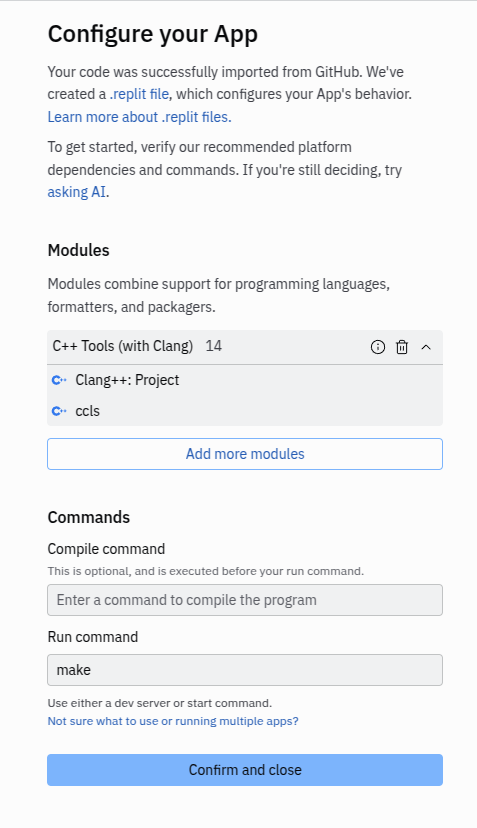 Configure your App
Your code was successfully imported from GitHub. We've
created a .replit file, which configures your App's behavior.
Learn more about .replit files.
To get started, verify our recommended platform
dependencies and commands. If you're still deciding, try
asking AI.
Modules
Modules combine support for programming languages,
formatters, and packagers.
C++ Tools (with Clang) 14
C++ Clang++: Project
C++ ccls
Add more modules
Commands
Compile command
This is optional, and is executed before your run command.
Enter a command to compile the program
Run command
make
Use either a dev server or start command.
Not sure what to use or running multiple apps?
Confirm and close